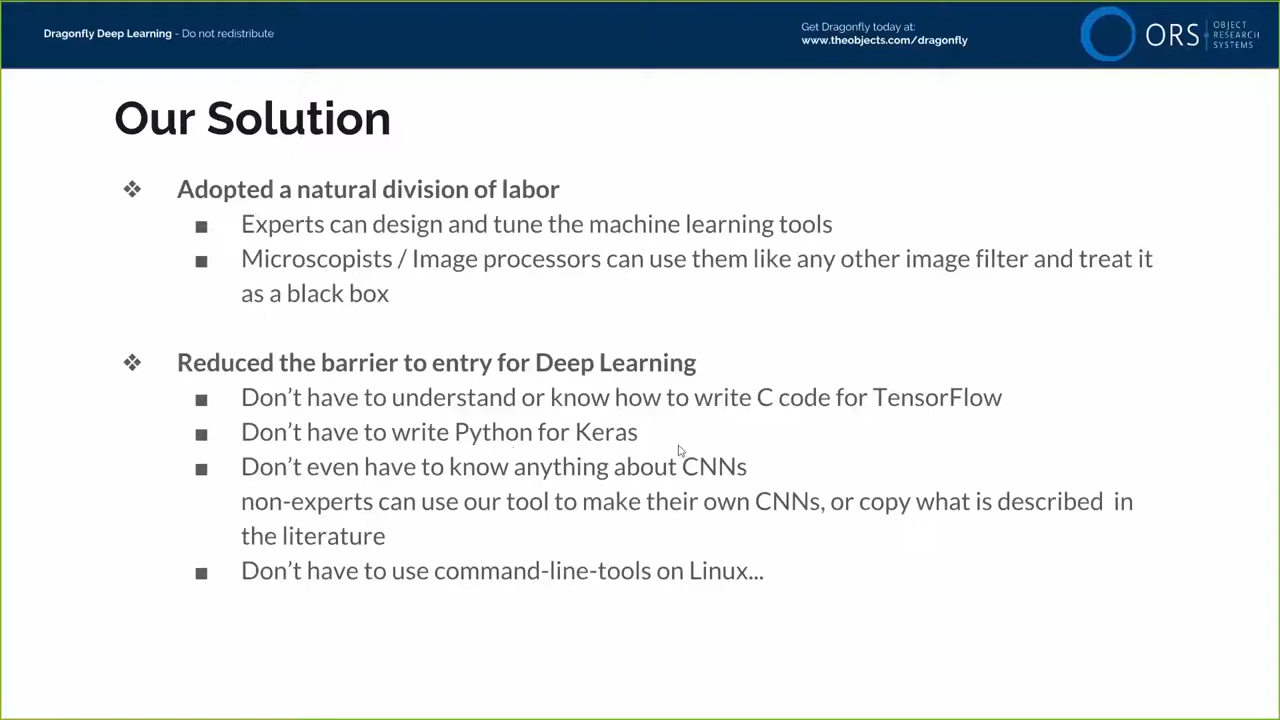 Dragonfly Deep Learning - Do not redistribute
Get Dragonfly today at:
www.theobjects.com/dragonfly
ORS
OBJECT
RESEARCH
SYSTEMS
Our Solution
❖ Adopted a natural division of labor
■ Experts can design and tune the machine learning tools
■ Microscopists / Image processors can use them like any other image filter and treat it
as a black box
❖ Reduced the barrier to entry for Deep Learning
■ Don’t have to understand or know how to write C code for TensorFlow
■ Don’t have to write Python for Keras
■ Don’t even have to know anything about CNNs
non-experts can use our tool to make their own CNNs, or copy what is described in
the literature
■ Don’t have to use command-line-tools on Linux...